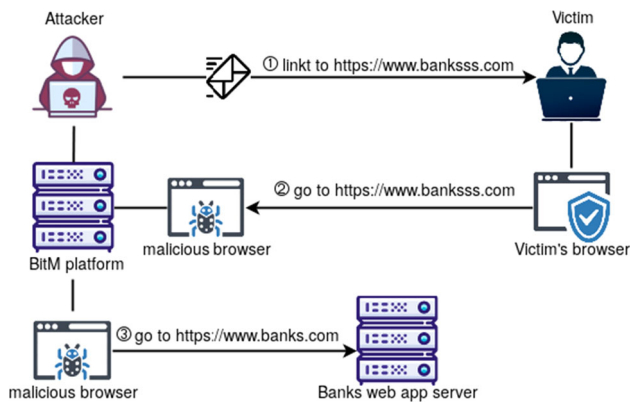 Attacker
Victim
① linkt to https://www.banksss.com
② go to https://www.banksss.com
malicious browser
Victim's browser
BitM platform
③ go to https://www.banks.com
malicious browser
Banks web app server